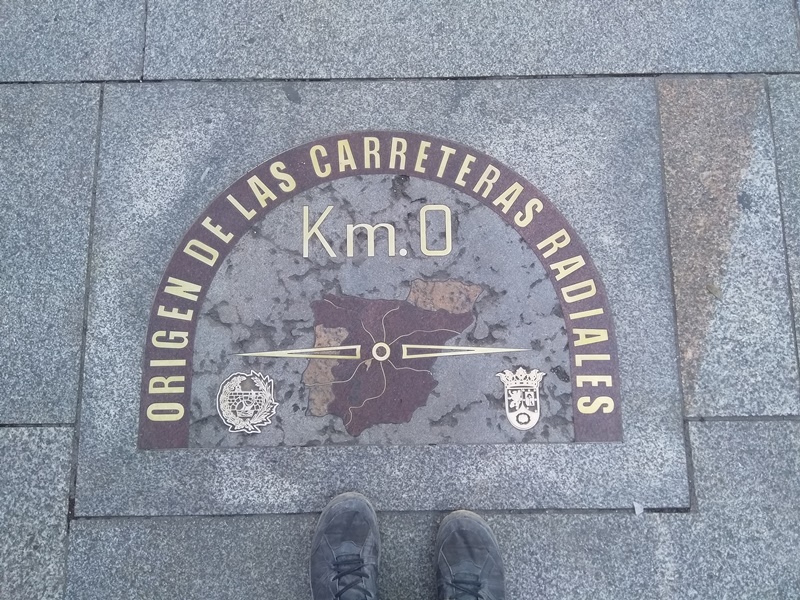 ORIGEN DE LAS CARRETERAS RADIALES
Km.0